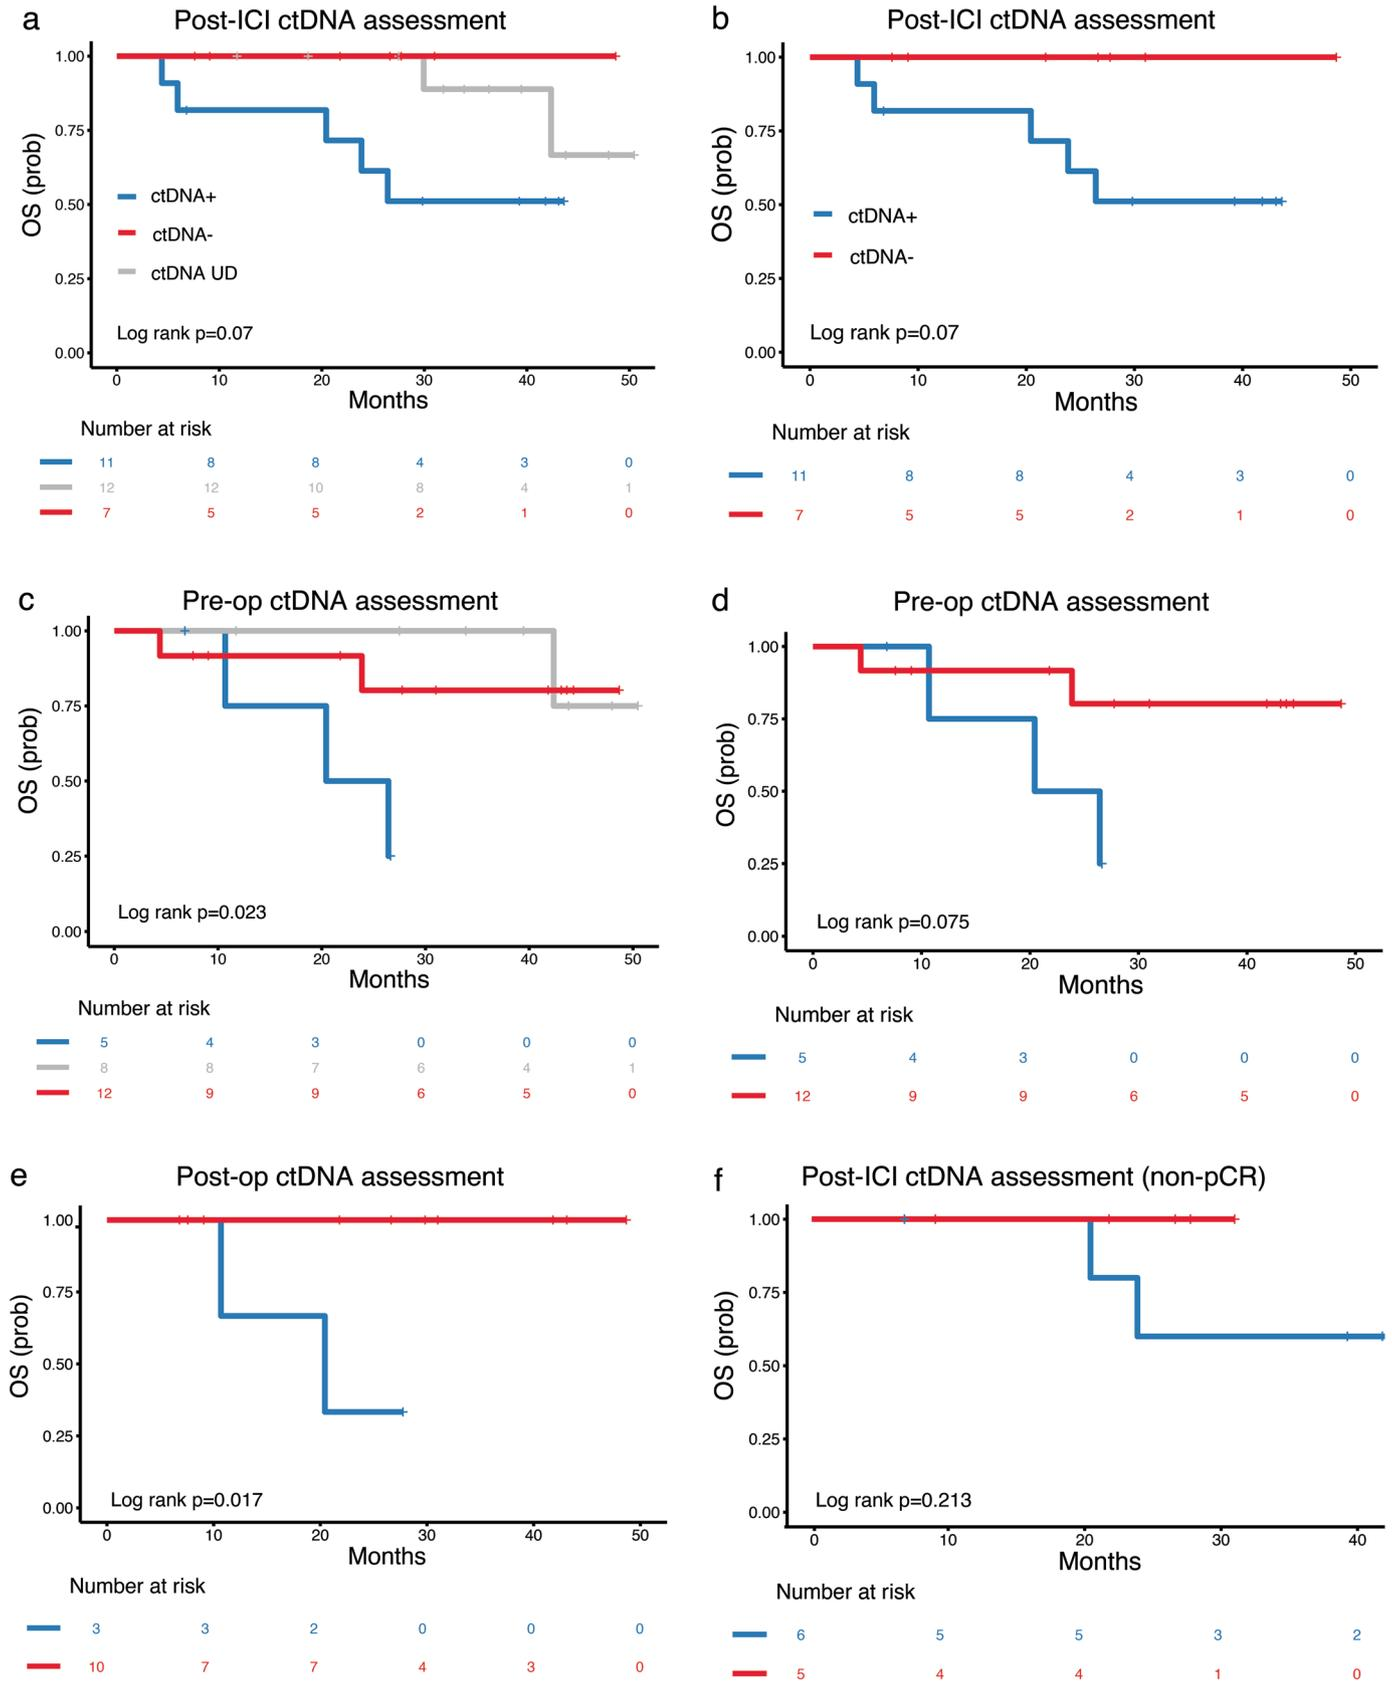 a
Post-ICI ctDNA assessment
1.00
0.75
0.50
0.25
0.00
OS (prob)
ctDNA+
ctDNA-
ctDNA UD
Log rank p=0.07
0 10 20 30 40 50
Months
Number at risk
11 8 8 4 3 0
12 12 10 8 4 1
7 5 5 2 1 0
b
Post-ICI ctDNA assessment
1.00
0.75
0.50
0.25
0.00
OS (prob)
ctDNA+
ctDNA-
Log rank p=0.07
0 10 20 30 40 50
Months
Number at risk
11 8 8 4 3 0
7 5 5 2 1 0
c
Pre-op ctDNA assessment
1.00
0.75
0.50
0.25
0.00
OS (prob)
Log rank p=0.023
0 10 20 30 40 50
Months
Number at risk
5 4 3 0 0 0
8 8 7 6 4 1
12 9 9 6 5 0
d
Pre-op ctDNA assessment
1.00
0.75
0.50
0.25
0.00
OS (prob)
Log rank p=0.075
0 10 20 30 40 50
Months
Number at risk
5 4 3 0 0 0
12 9 9 6 5 0
e
Post-op ctDNA assessment
1.00
0.75
0.50
0.25
0.00
OS (prob)
Log rank p=0.017
0 10 20 30 40 50
Months
Number at risk
3 3 2 0 0 0
10 7 7 4 3 0
f
Post-ICI ctDNA assessment (non-pCR)
1.00
0.75
0.50
0.25
0.00
OS (prob)
Log rank p=0.213
0 10 20 30 40
Months
Number at risk
6 5 5 3 2
5 4 4 1 0